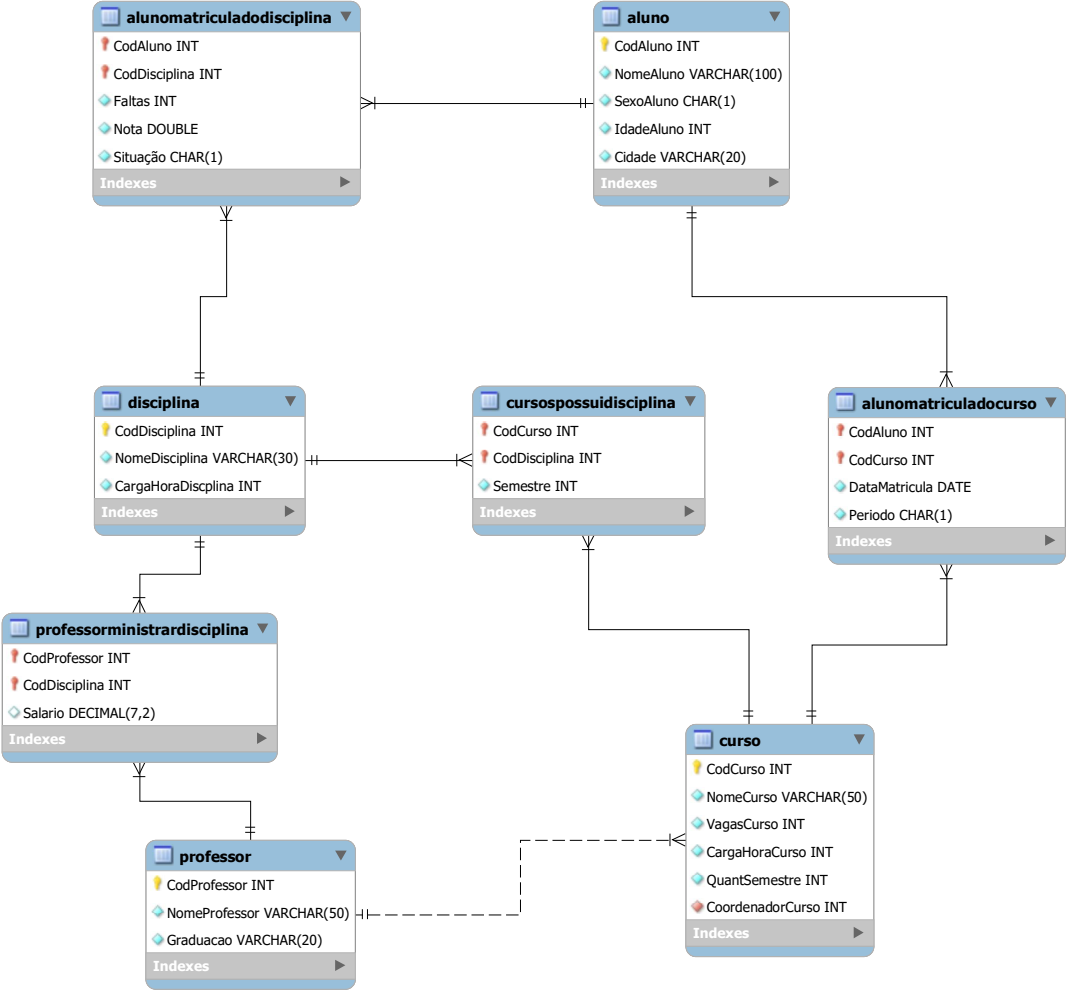 alunomatriculadodisciplina
CodAluno INT
CodDisciplina INT
Faltas INT
Nota DOUBLE
Situação CHAR(1)
Indexes
aluno
CodAluno INT
NomeAluno VARCHAR(100)
SexoAluno CHAR(1)
IdadeAluno INT
Cidade VARCHAR(20)
Indexes
disciplina
CodDisciplina INT
NomeDisciplina VARCHAR(30)
CargaHoraDiscplina INT
Indexes
cursospossuidisciplina
CodCurso INT
CodDisciplina INT
Semestre INT
Indexes
alunomatriculadocurso
CodAluno INT
CodCurso INT
DataMatricula DATE
Periodo CHAR(1)
Indexes
professorministrardisciplina
CodProfessor INT
CodDisciplina INT
Salario DECIMAL(7,2)
Indexes
curso
CodCurso INT
NomeCurso VARCHAR(50)
VagasCurso INT
CargaHoraCurso INT
QuantSemestre INT
CoordenadorCurso INT
Indexes
professor
CodProfessor INT
NomeProfessor VARCHAR(50)
Graduacao VARCHAR(20)
Indexes